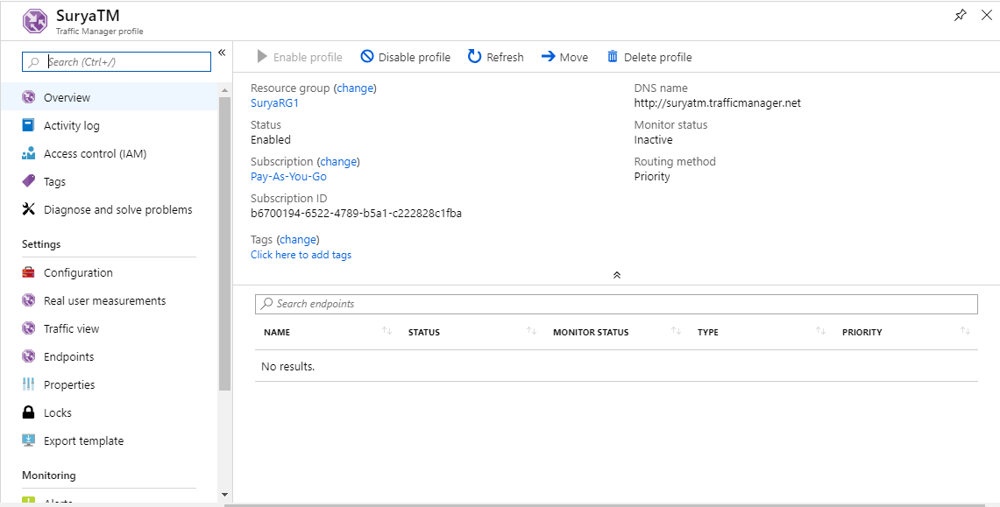 SuryaTM
Traffic Manager profile
Search (Ctrl+/)
«
Overview
Activity log
Access control (IAM)
Tags
Diagnose and solve problems
Settings
Configuration
Real user measurements
Traffic view
Endpoints
Properties
Locks
Export template
Monitoring
Alerts
Enable profile Disable profile Refresh Move Delete profile
Resource group (change)
SuryaRG1
Status
Enabled
Subscription (change)
Pay-As-You-Go
Subscription ID
b6700194-6522-4789-b5a1-c222828c1fba
Tags (change)
Click here to add tags
DNS name
http://suryatm.trafficmanager.net
Monitor status
Inactive
Routing method
Priority
Search endpoints
NAME STATUS MONITOR STATUS TYPE PRIORITY
No results.